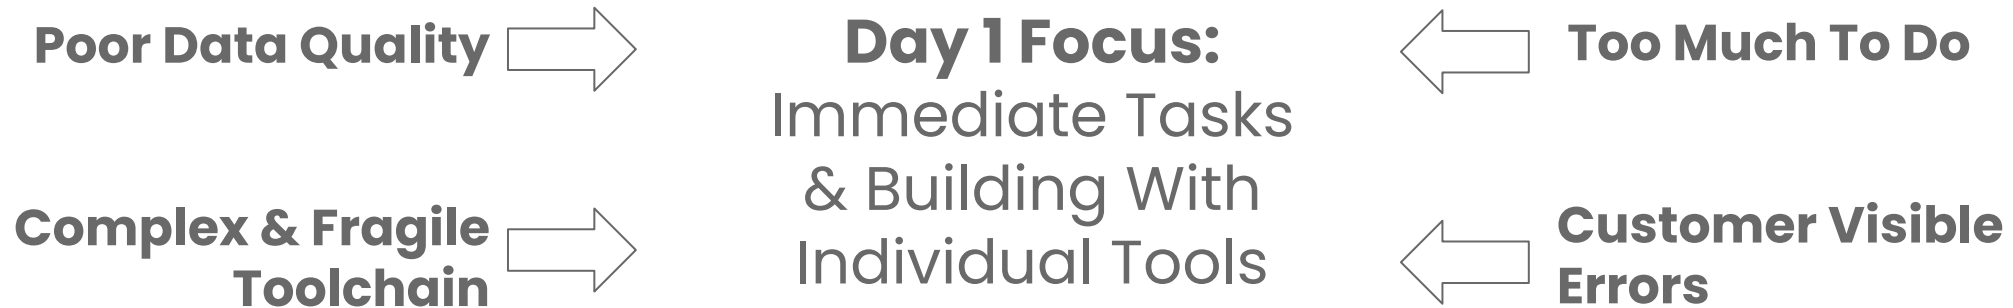 Poor Data Quality
Complex & Fragile
Toolchain
Day 1 Focus:
Immediate Tasks
& Building With
Individual Tools
Too Much To Do
Customer Visible
Errors